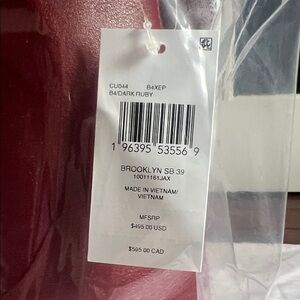 CU044 B4XEP
B4/DARK RUBY
1 96395 53556 9
BROOKLYN SB 39
10011161JAX
MADE IN VIETNAM/
VIETNAM
MFSRP
$495.00 USD
$595.00 CAD